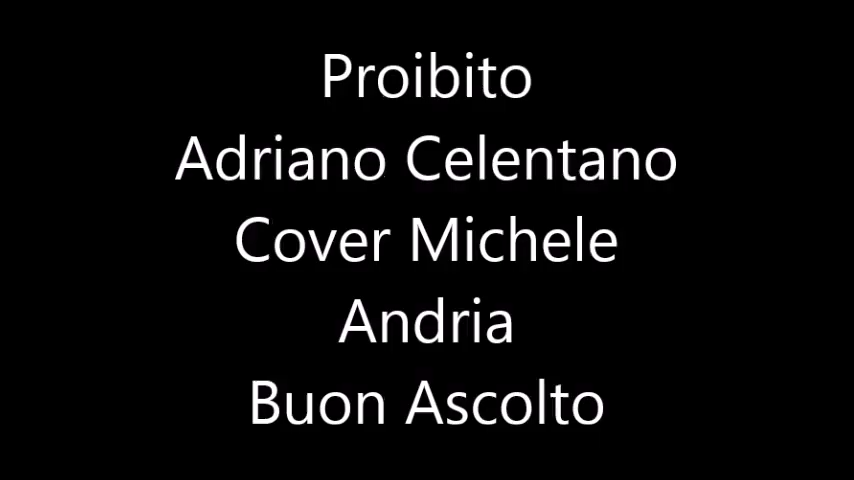 Proibito
Adriano Celentano
Cover Michele
Andria
Buon Ascolto